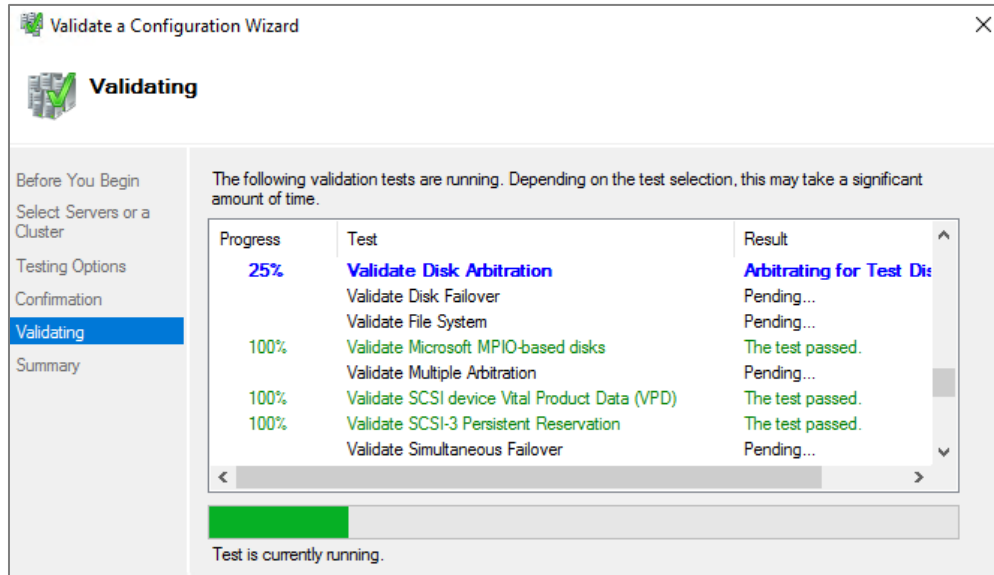 Validate a Configuration Wizard
Validating
Before You Begin
Select Servers or a
Cluster
Testing Options
Confirmation
Validating
Summary
The following validation tests are running. Depending on the test selection, this may take a significant
amount of time.
Progress Test Result
25% Validate Disk Arbitration Arbitrating for Test Dis
Validate Disk Failover Pending...
Validate File System Pending...
100% Validate Microsoft MPIO-based disks The test passed.
Validate Multiple Arbitration Pending...
100% Validate SCSI device Vital Product Data (VPD) The test passed.
100% Validate SCSI-3 Persistent Reservation The test passed.
Validate Simultaneous Failover Pending...
Test is currently running.